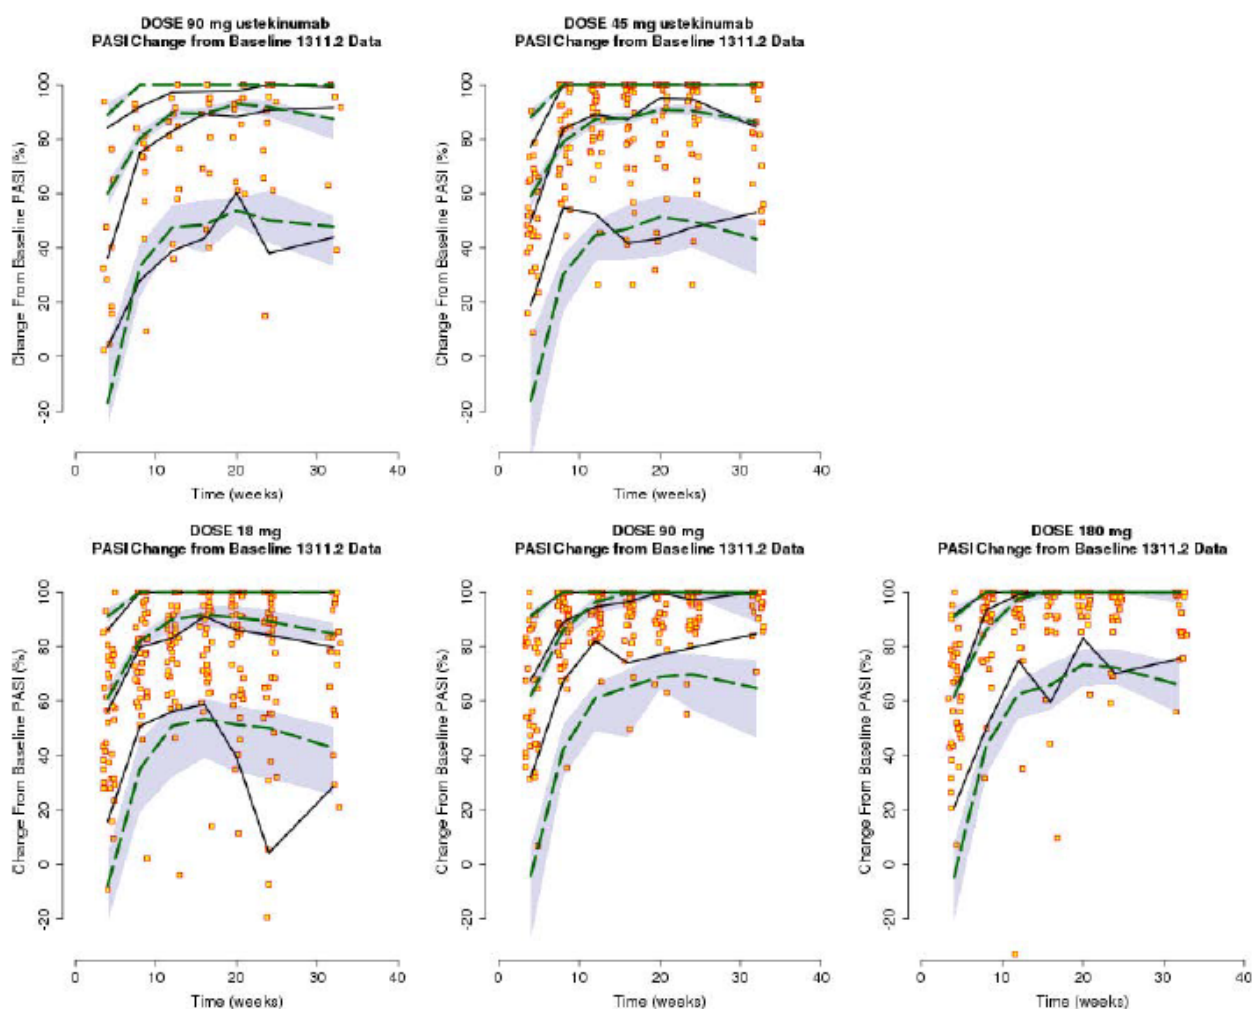 DOSE 90 mg ustekinumab
PASI Change from Baseline 1311.2 Data
Change From Baseline PASI (%)
100
80
60
40
20
0
-20
0 10 20 30 40
Time (weeks)
DOSE 45 mg ustekinumab
PASI Change from Baseline 1311.2 Data
Change From Baseline PASI (%)
100
80
60
40
20
0
-20
0 10 20 30 40
Time (weeks)
DOSE 18 mg
PASI Change from Baseline 1311.2 Data
Change From Baseline PASI (%)
100
80
60
40
20
0
-20
0 10 20 30 40
Time (weeks)
DOSE 90 mg
PASI Change from Baseline 1311.2 Data
Change From Baseline PASI (%)
100
80
60
40
20
0
-20
0 10 20 30 40
Time (weeks)
DOSE 180 mg
PASI Change from Baseline 1311.2 Data
Change From Baseline PASI (%)
100
80
60
40
20
0
-20
0 10 20 30 40
Time (weeks)